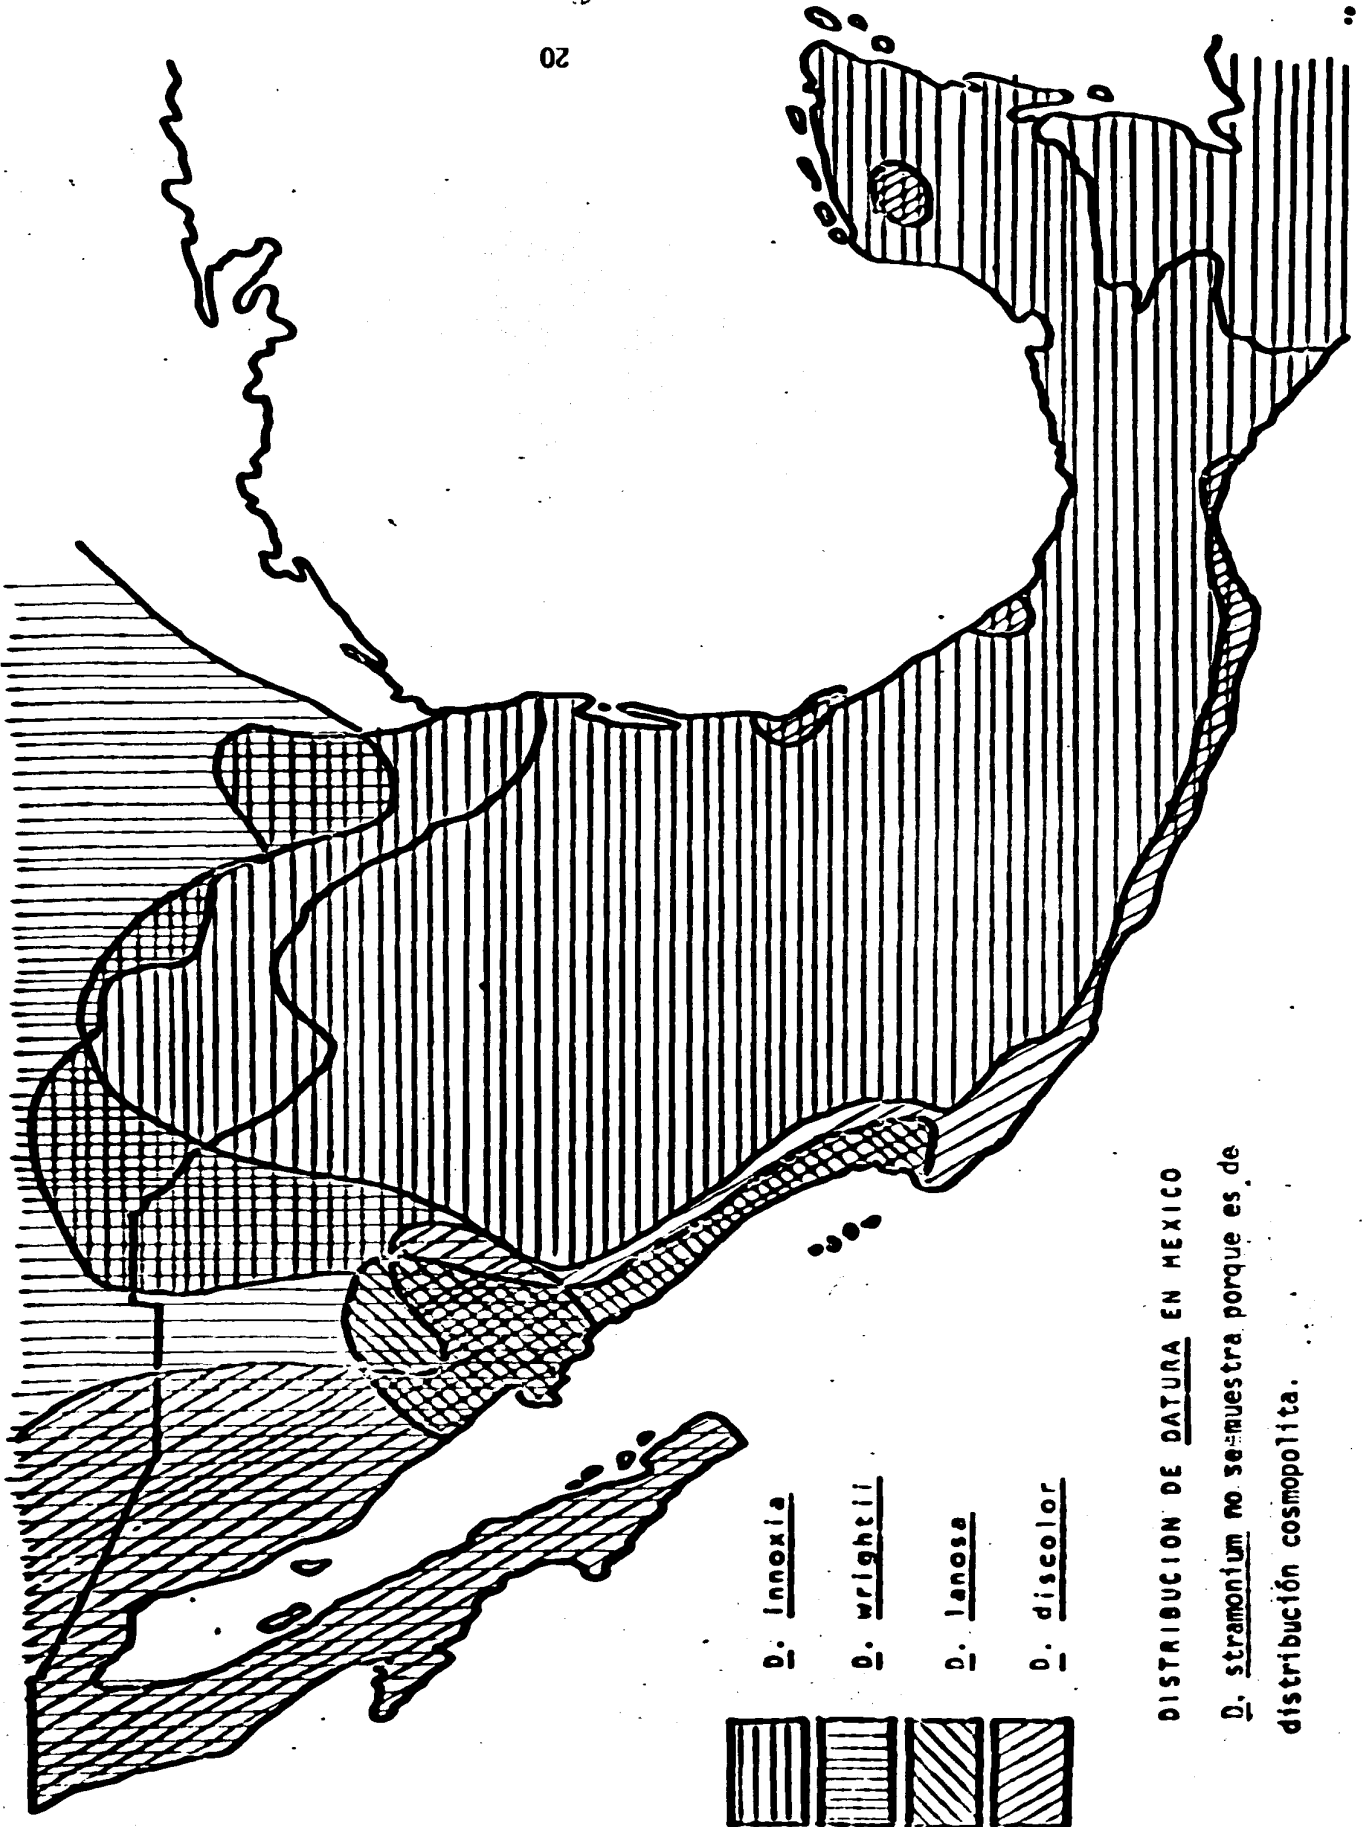 20
D. innoxia
D. wrightii
D. lanosa
D. discolor
DISTRIBUCION DE DATURA EN MEXICO
D. stramonium no se muestra porque es de
distribución cosmopolita.